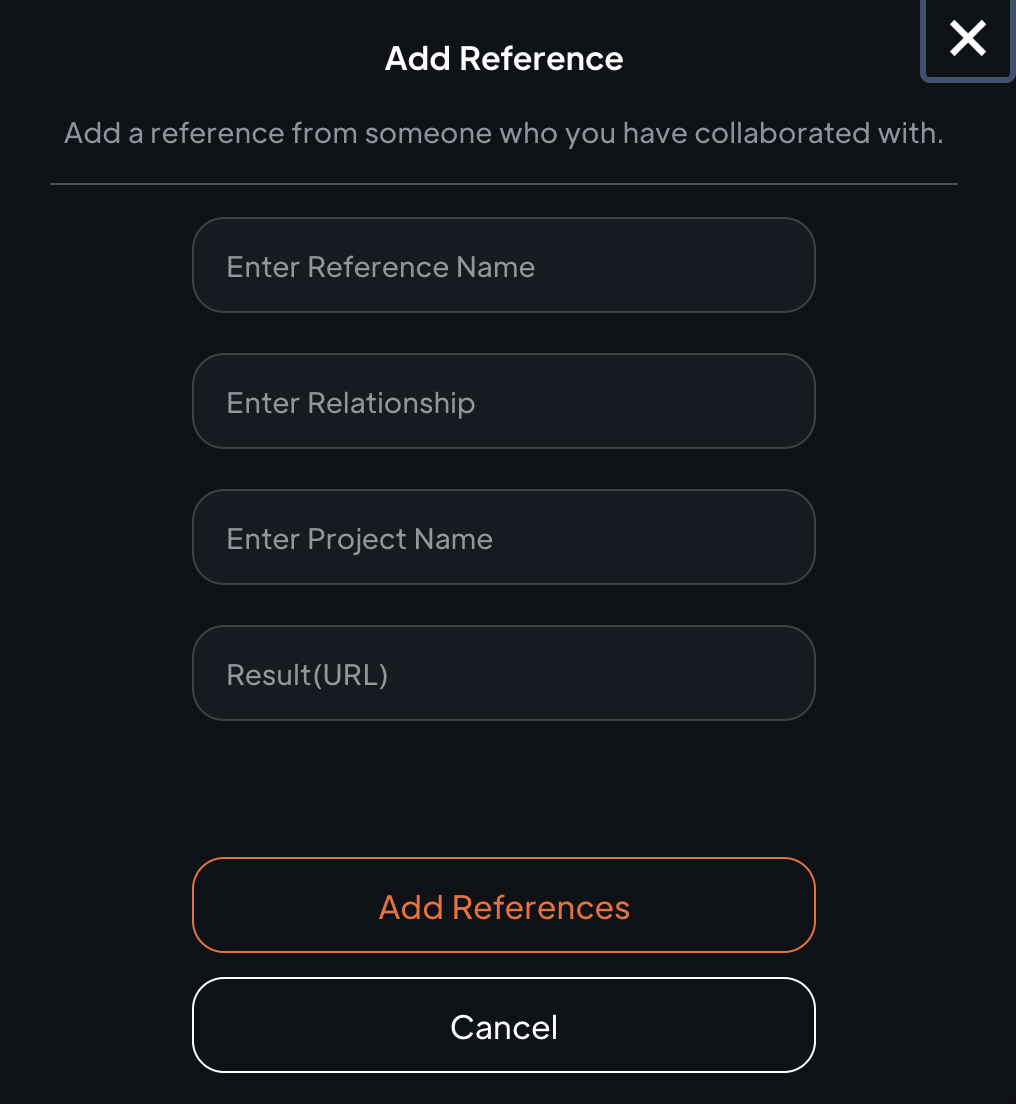 Add Reference
Add a reference from someone who you have collaborated with.
Enter Reference Name
Enter Relationship
Enter Project Name
Result(URL)
Add References
Cancel